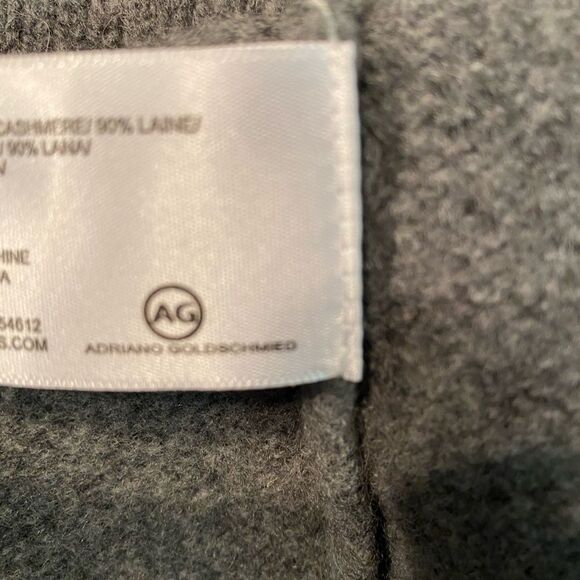 CASHMERE/ 90% LAINE/
/ 90% LANA/
HINE
A
54612
S.COM
AG
ADRIANO GOLDSCHMIED